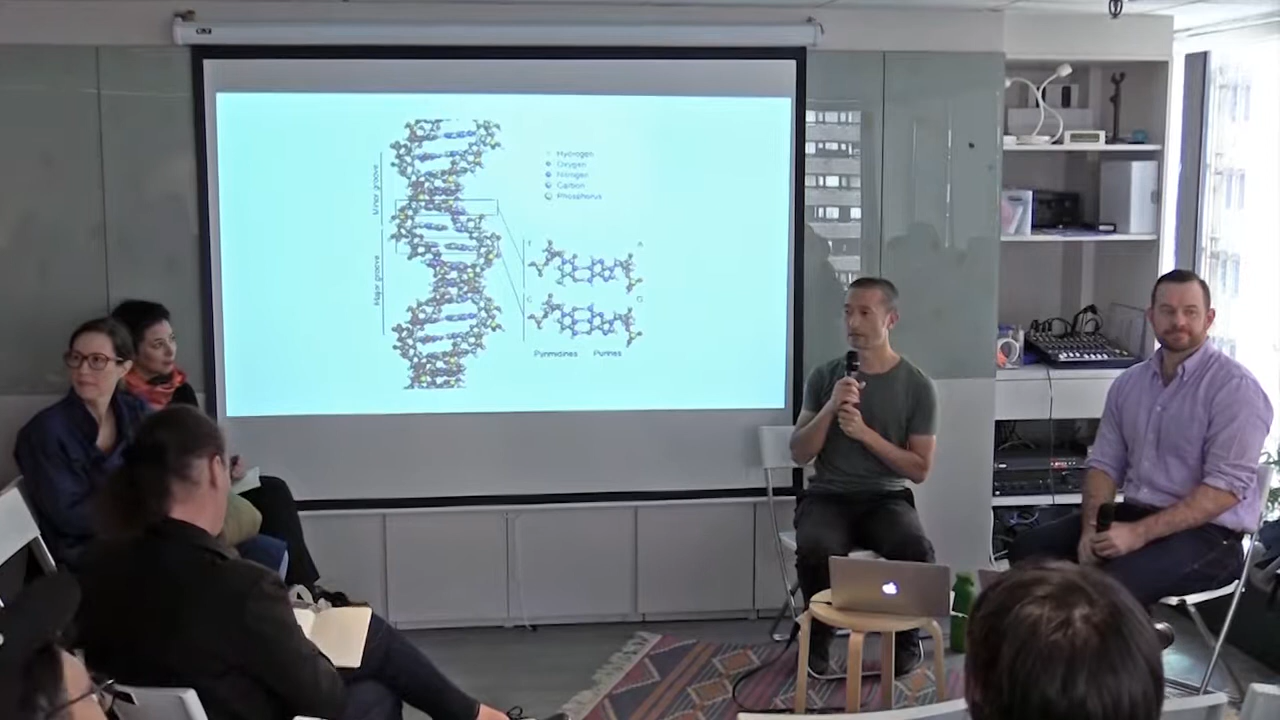 Hydrogen
Oxygen
Nitrogen
Carbon
Phosphorus
Minor groove
Major groove
T
A
C
G
Pyrimidines
Purines